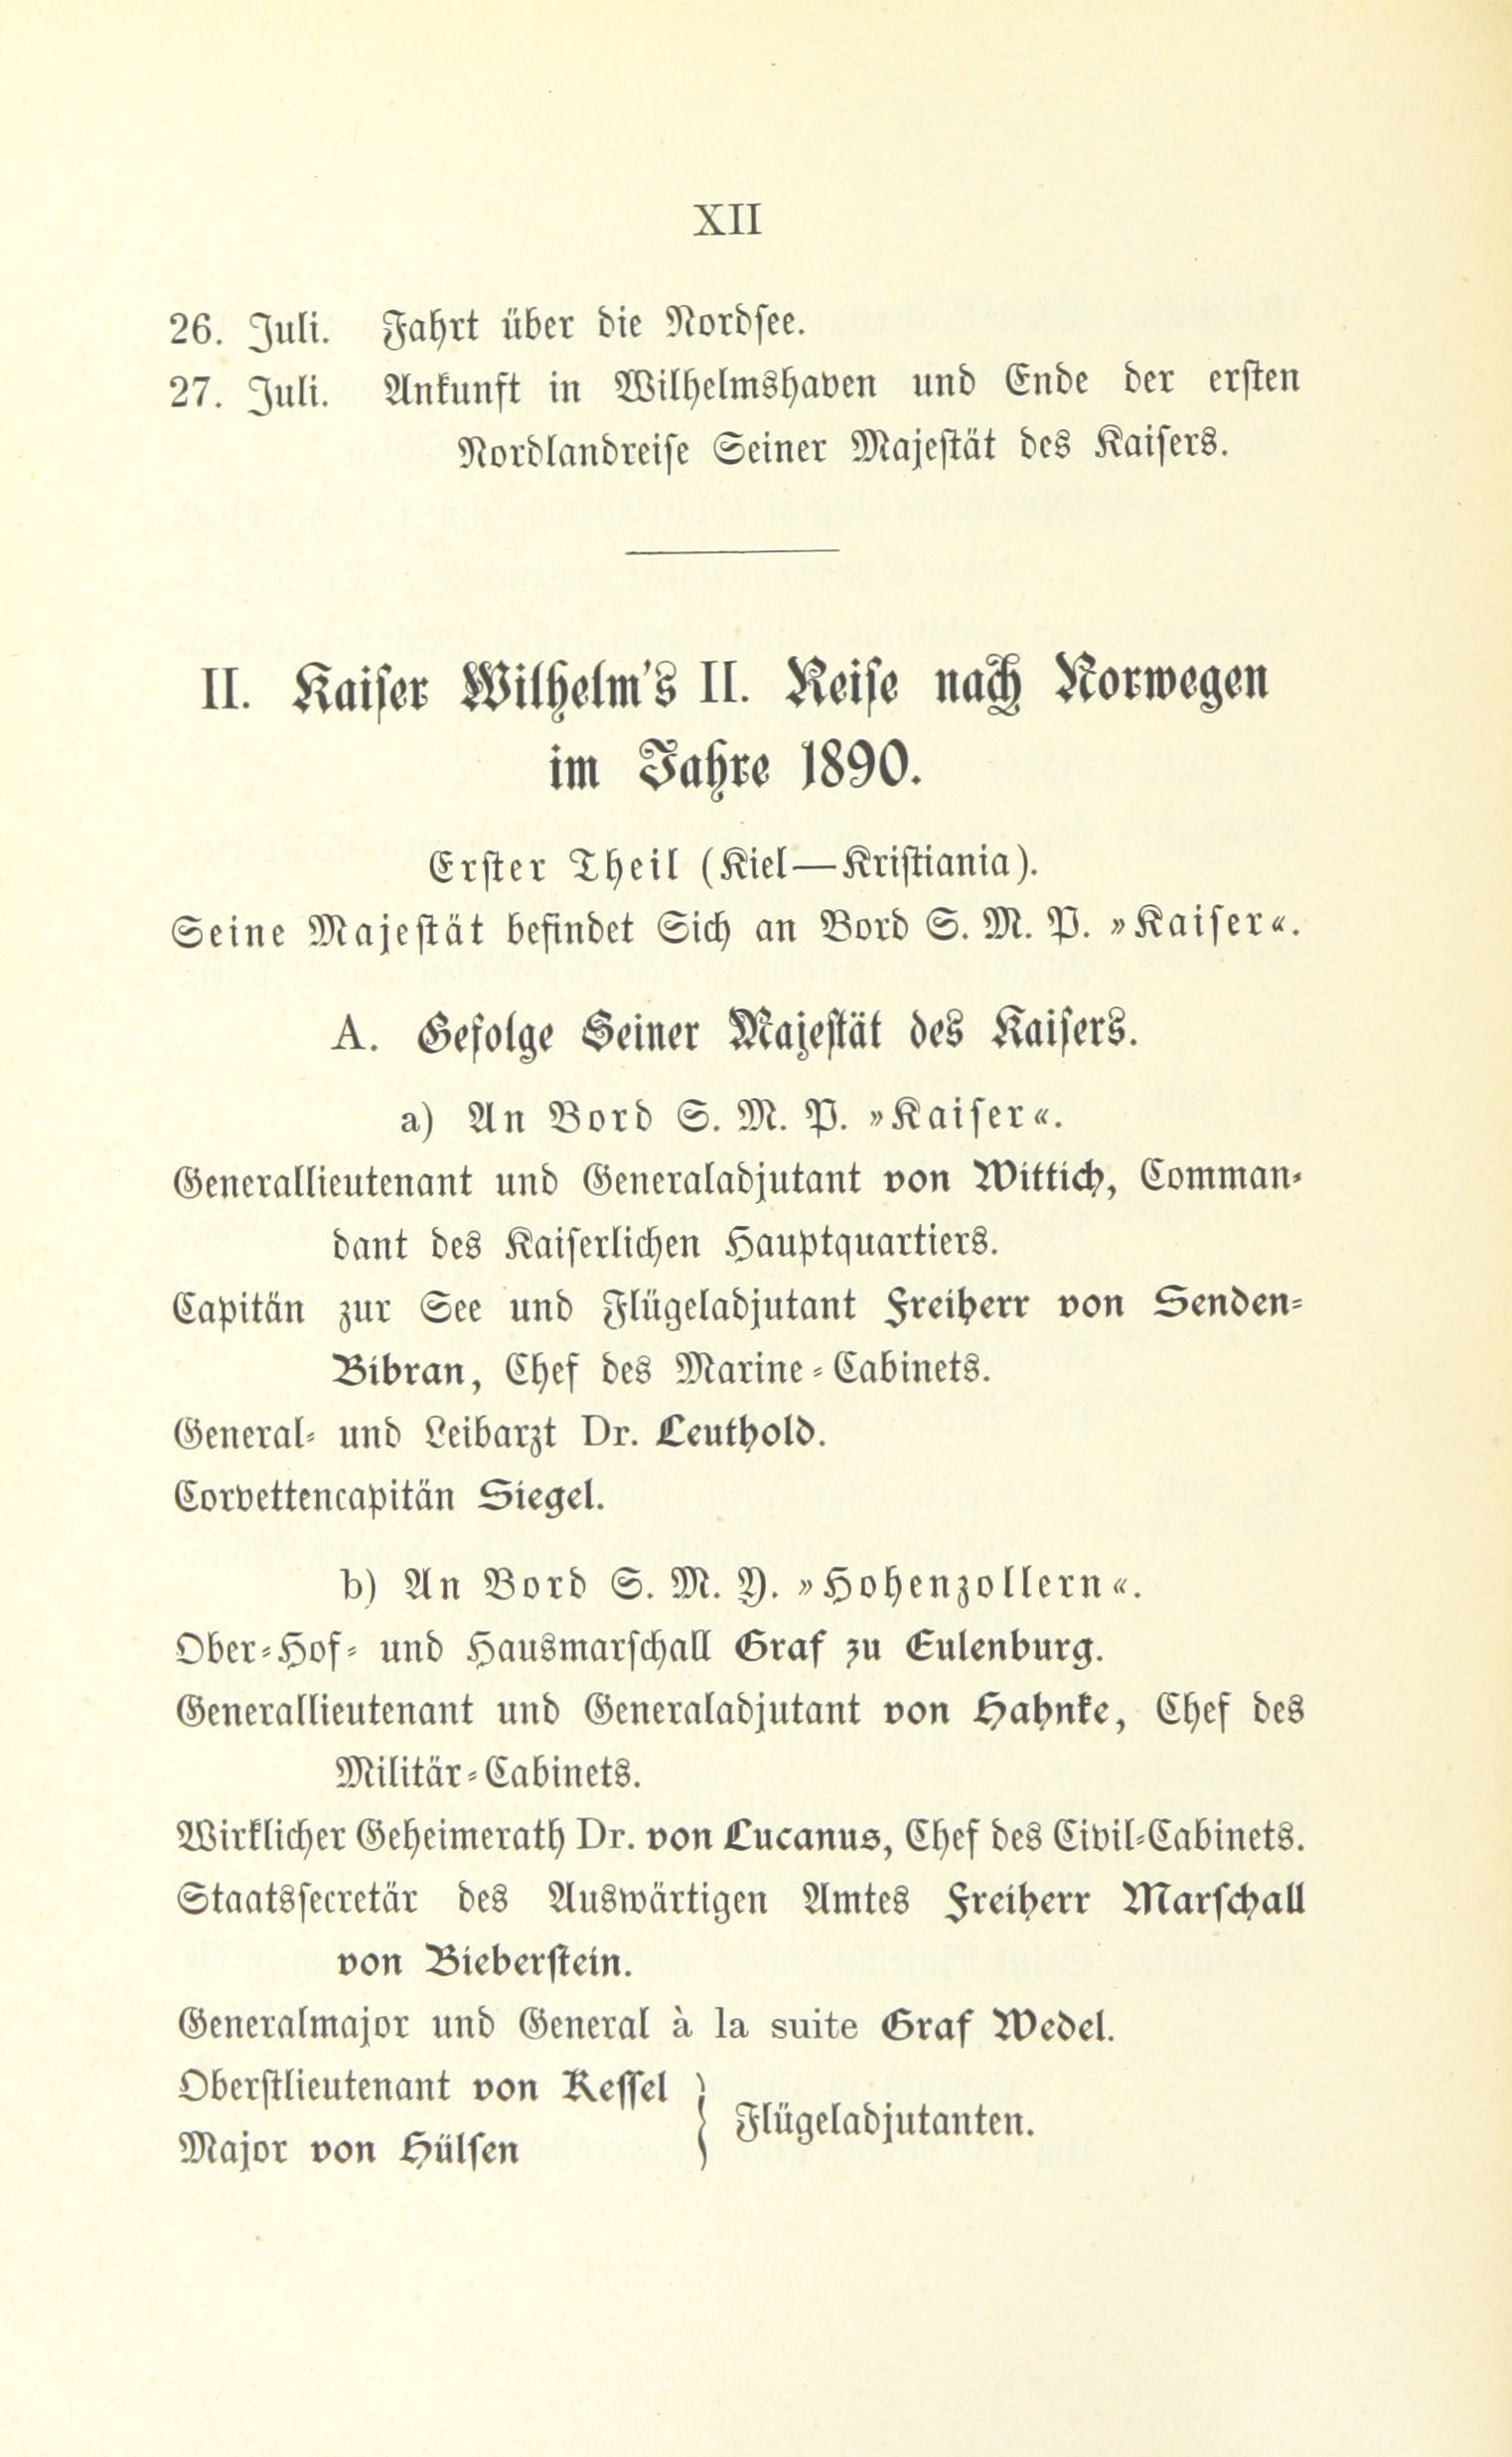 XII
26. Juli. Fahrt über die Nordsee.
27. Juli. Ankunft in Wilhelmshaven und Ende der ersten
Nordlandreise Seiner Majestät des Kaisers.
II. Kaiser Wilhelm's II. Reise nach Norwegen
im Jahre 1890.
Erster Theil (Kiel—Kristiania).
Seine Majestät befindet Sich an Bord S. M. P. »Kaiser«.
A. Gefolge Seiner Majestät des Kaisers.
a) An Bord S. M. P. »Kaiser«.
Generallieutenant und Generaladjutant von Wittich, Comman-
dant des Kaiserlichen Hauptquartiers.
Capitän zur See und Flügeladjutant Freiherr von Senden-
Bibran, Chef des Marine-Cabinets.
General- und Leibarzt Dr. Leuthold.
Corvettencapitän Siegel.
b) An Bord S. M. Y. »Hohenzollern«.
Ober-Hof- und Hausmarschall Graf zu Eulenburg.
Generallieutenant und Generaladjutant von Hahnke, Chef des
Militär-Cabinets.
Wirklicher Geheimerath Dr. von Lucanus, Chef des Civil-Cabinets.
Staatssecretär des Auswärtigen Amtes Freiherr Marschall
von Bieberstein.
Generalmajor und General à la suite Graf Wedel.
Oberstlieutenant von Kessel }
Flügeladjutanten.
Major von Hülsen